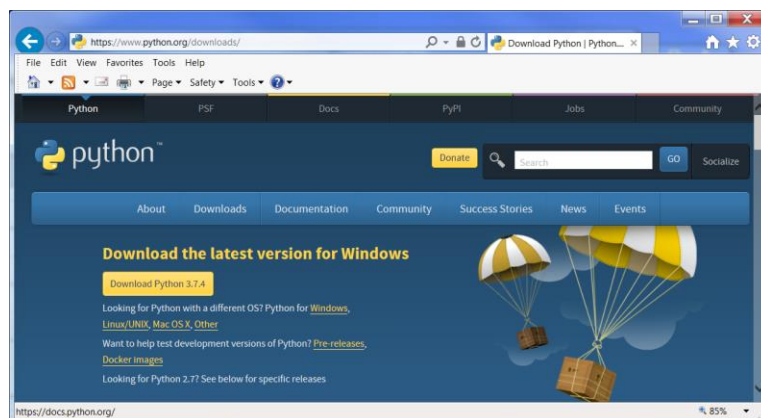 https://www.python.org/downloads/
Download Python | Python...
File Edit View Favorites Tools Help
Page Safety Tools
Python PSF Docs PyPI Jobs Community
python™
Donate Search GO Socialize
About Downloads Documentation Community Success Stories News Events
Download the latest version for Windows
Download Python 3.7.4
Looking for Python with a different OS? Python for Windows,
Linux/UNIX, Mac OS X, Other
Want to help test development versions of Python? Pre-releases,
Docker images
Looking for Python 2.7? See below for specific releases
https://docs.python.org/ 85%